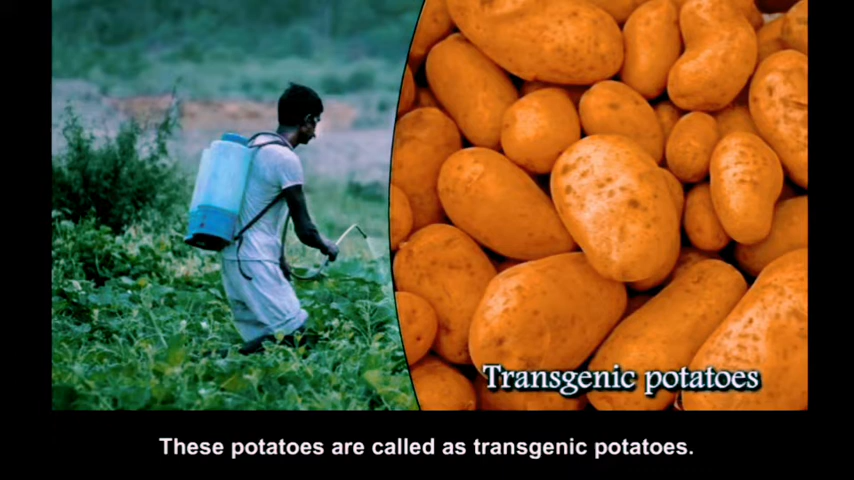 Transgenic potatoes
These potatoes are called as transgenic potatoes.